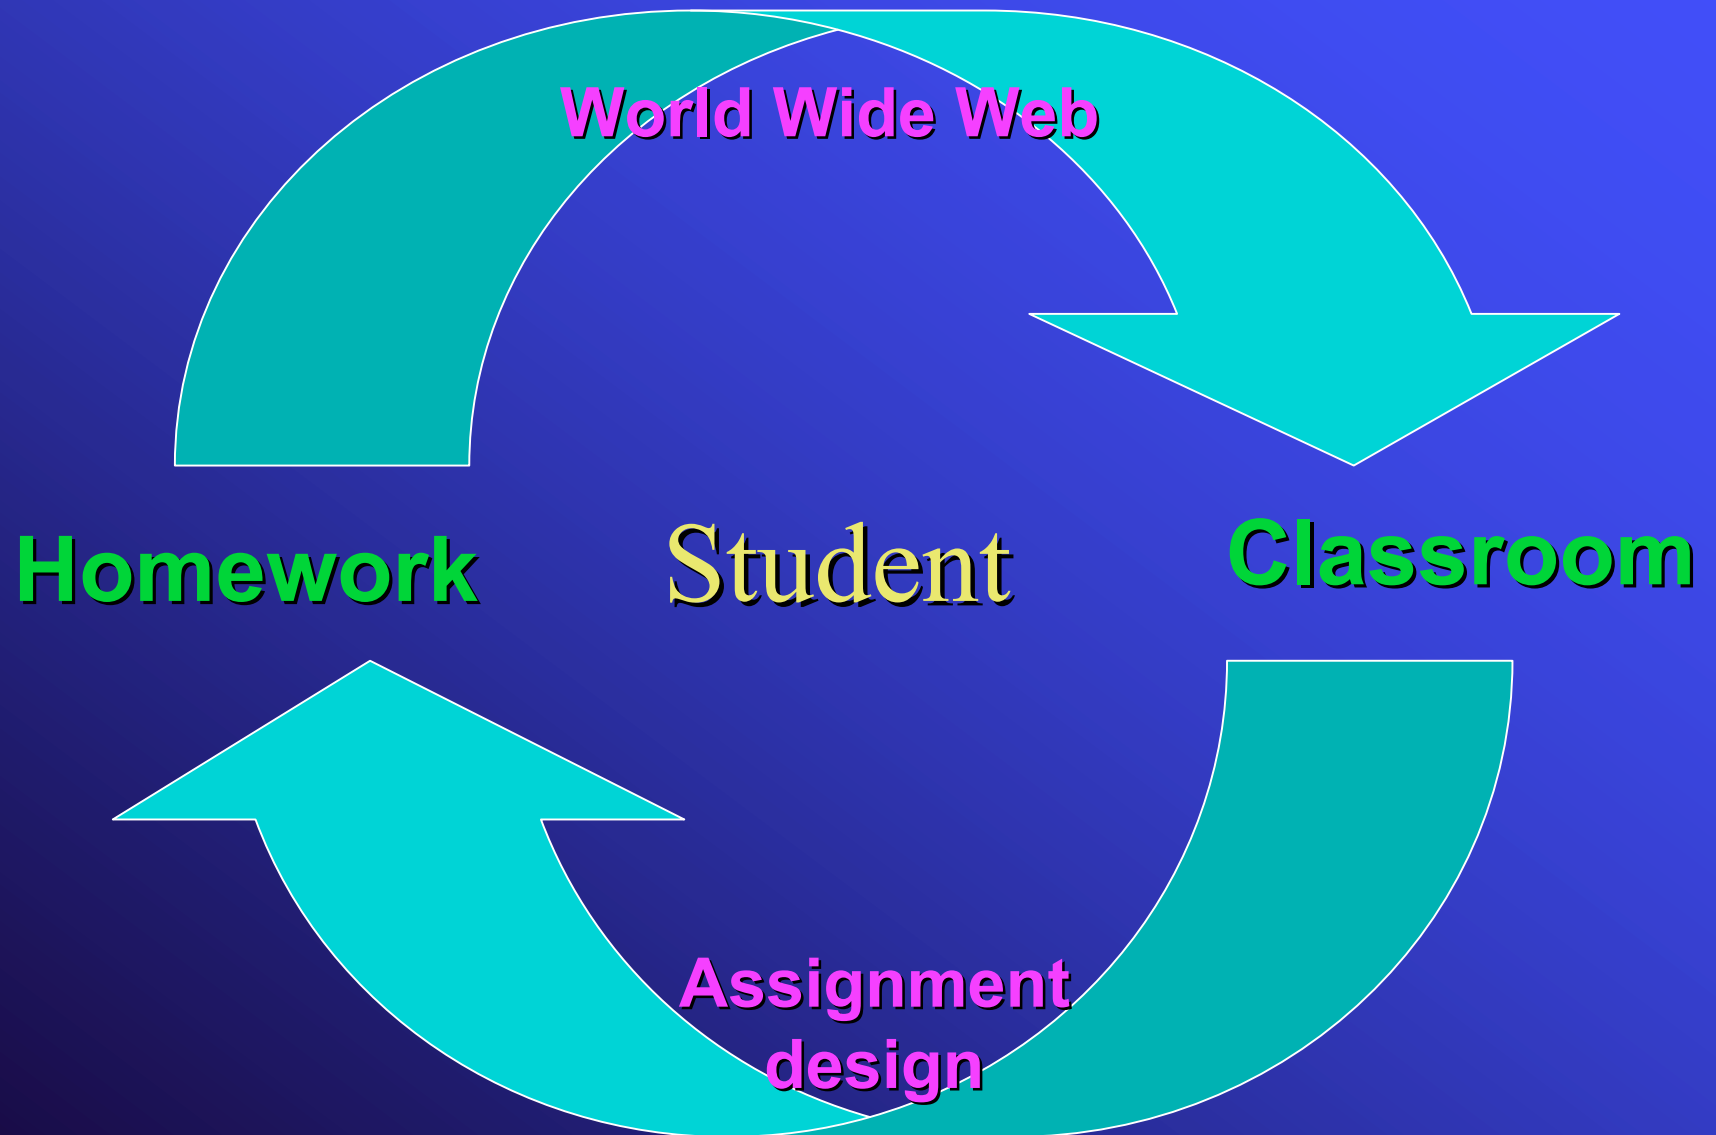 World Wide Web
Homework
Student
Classroom
Assignment
design